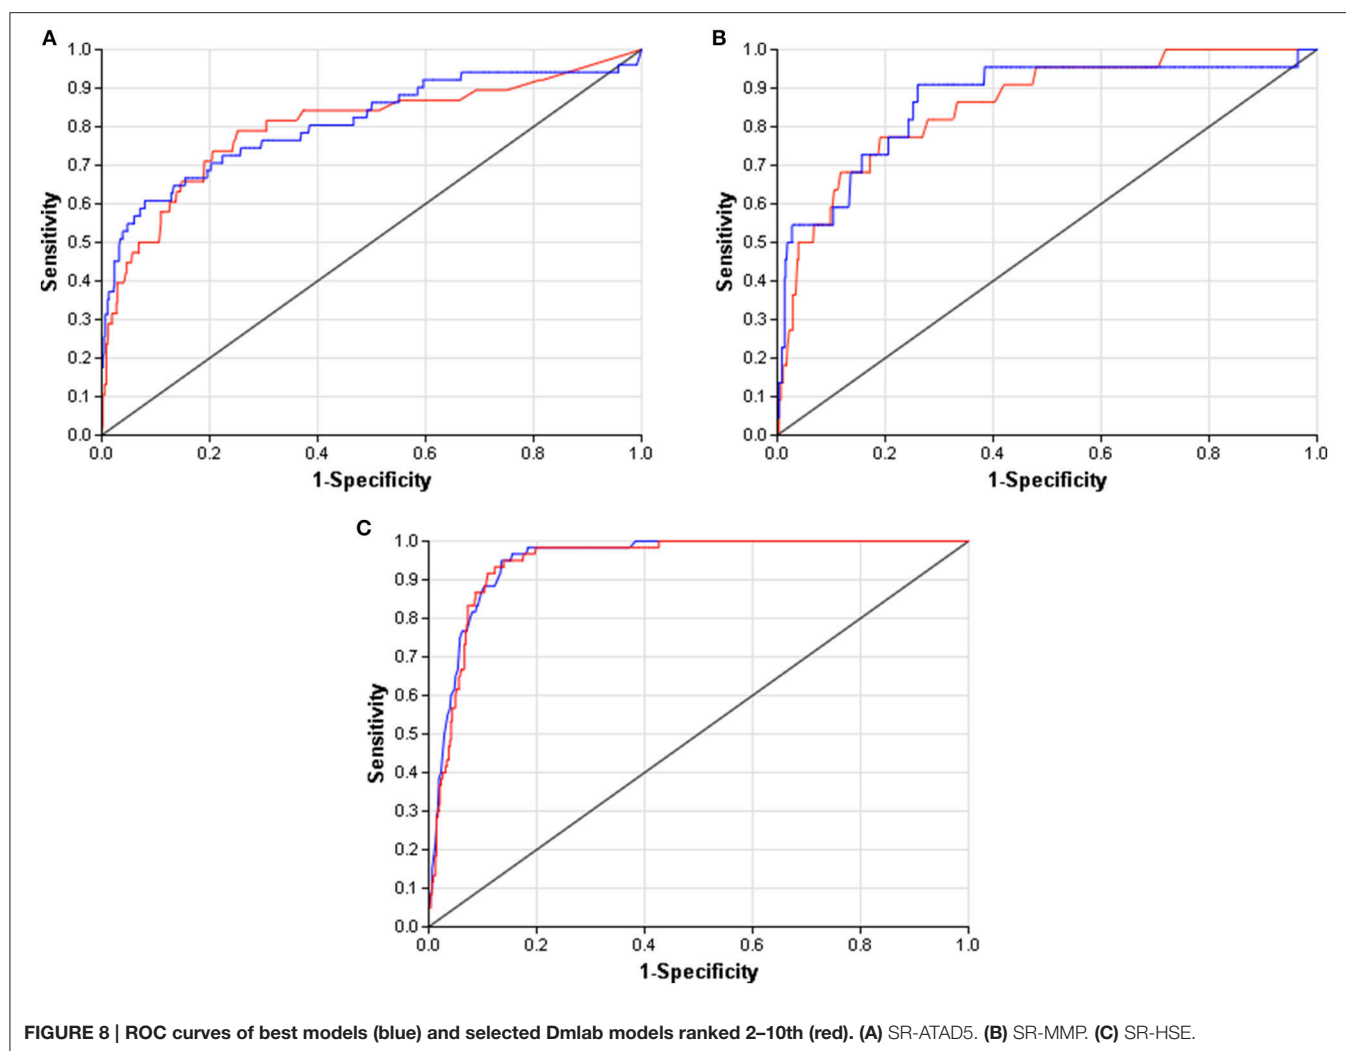 A
1.0
0.9
0.8
0.7
0.6
0.5
0.4
0.3
0.2
0.1
0.0
Sensitivity
0.0 0.2 0.4 0.6 0.8 1.0
1-Specificity
B
1.0
0.9
0.8
0.7
0.6
0.5
0.4
0.3
0.2
0.1
0.0
Sensitivity
0.0 0.2 0.4 0.6 0.8 1.0
1-Specificity
C
1.0
0.9
0.8
0.7
0.6
0.5
0.4
0.3
0.2
0.1
0.0
Sensitivity
0.0 0.2 0.4 0.6 0.8 1.0
1-Specificity
FIGURE 8 | ROC curves of best models (blue) and selected Dmlab models ranked 2–10th (red). (A) SR-ATAD5. (B) SR-MMP. (C) SR-HSE.